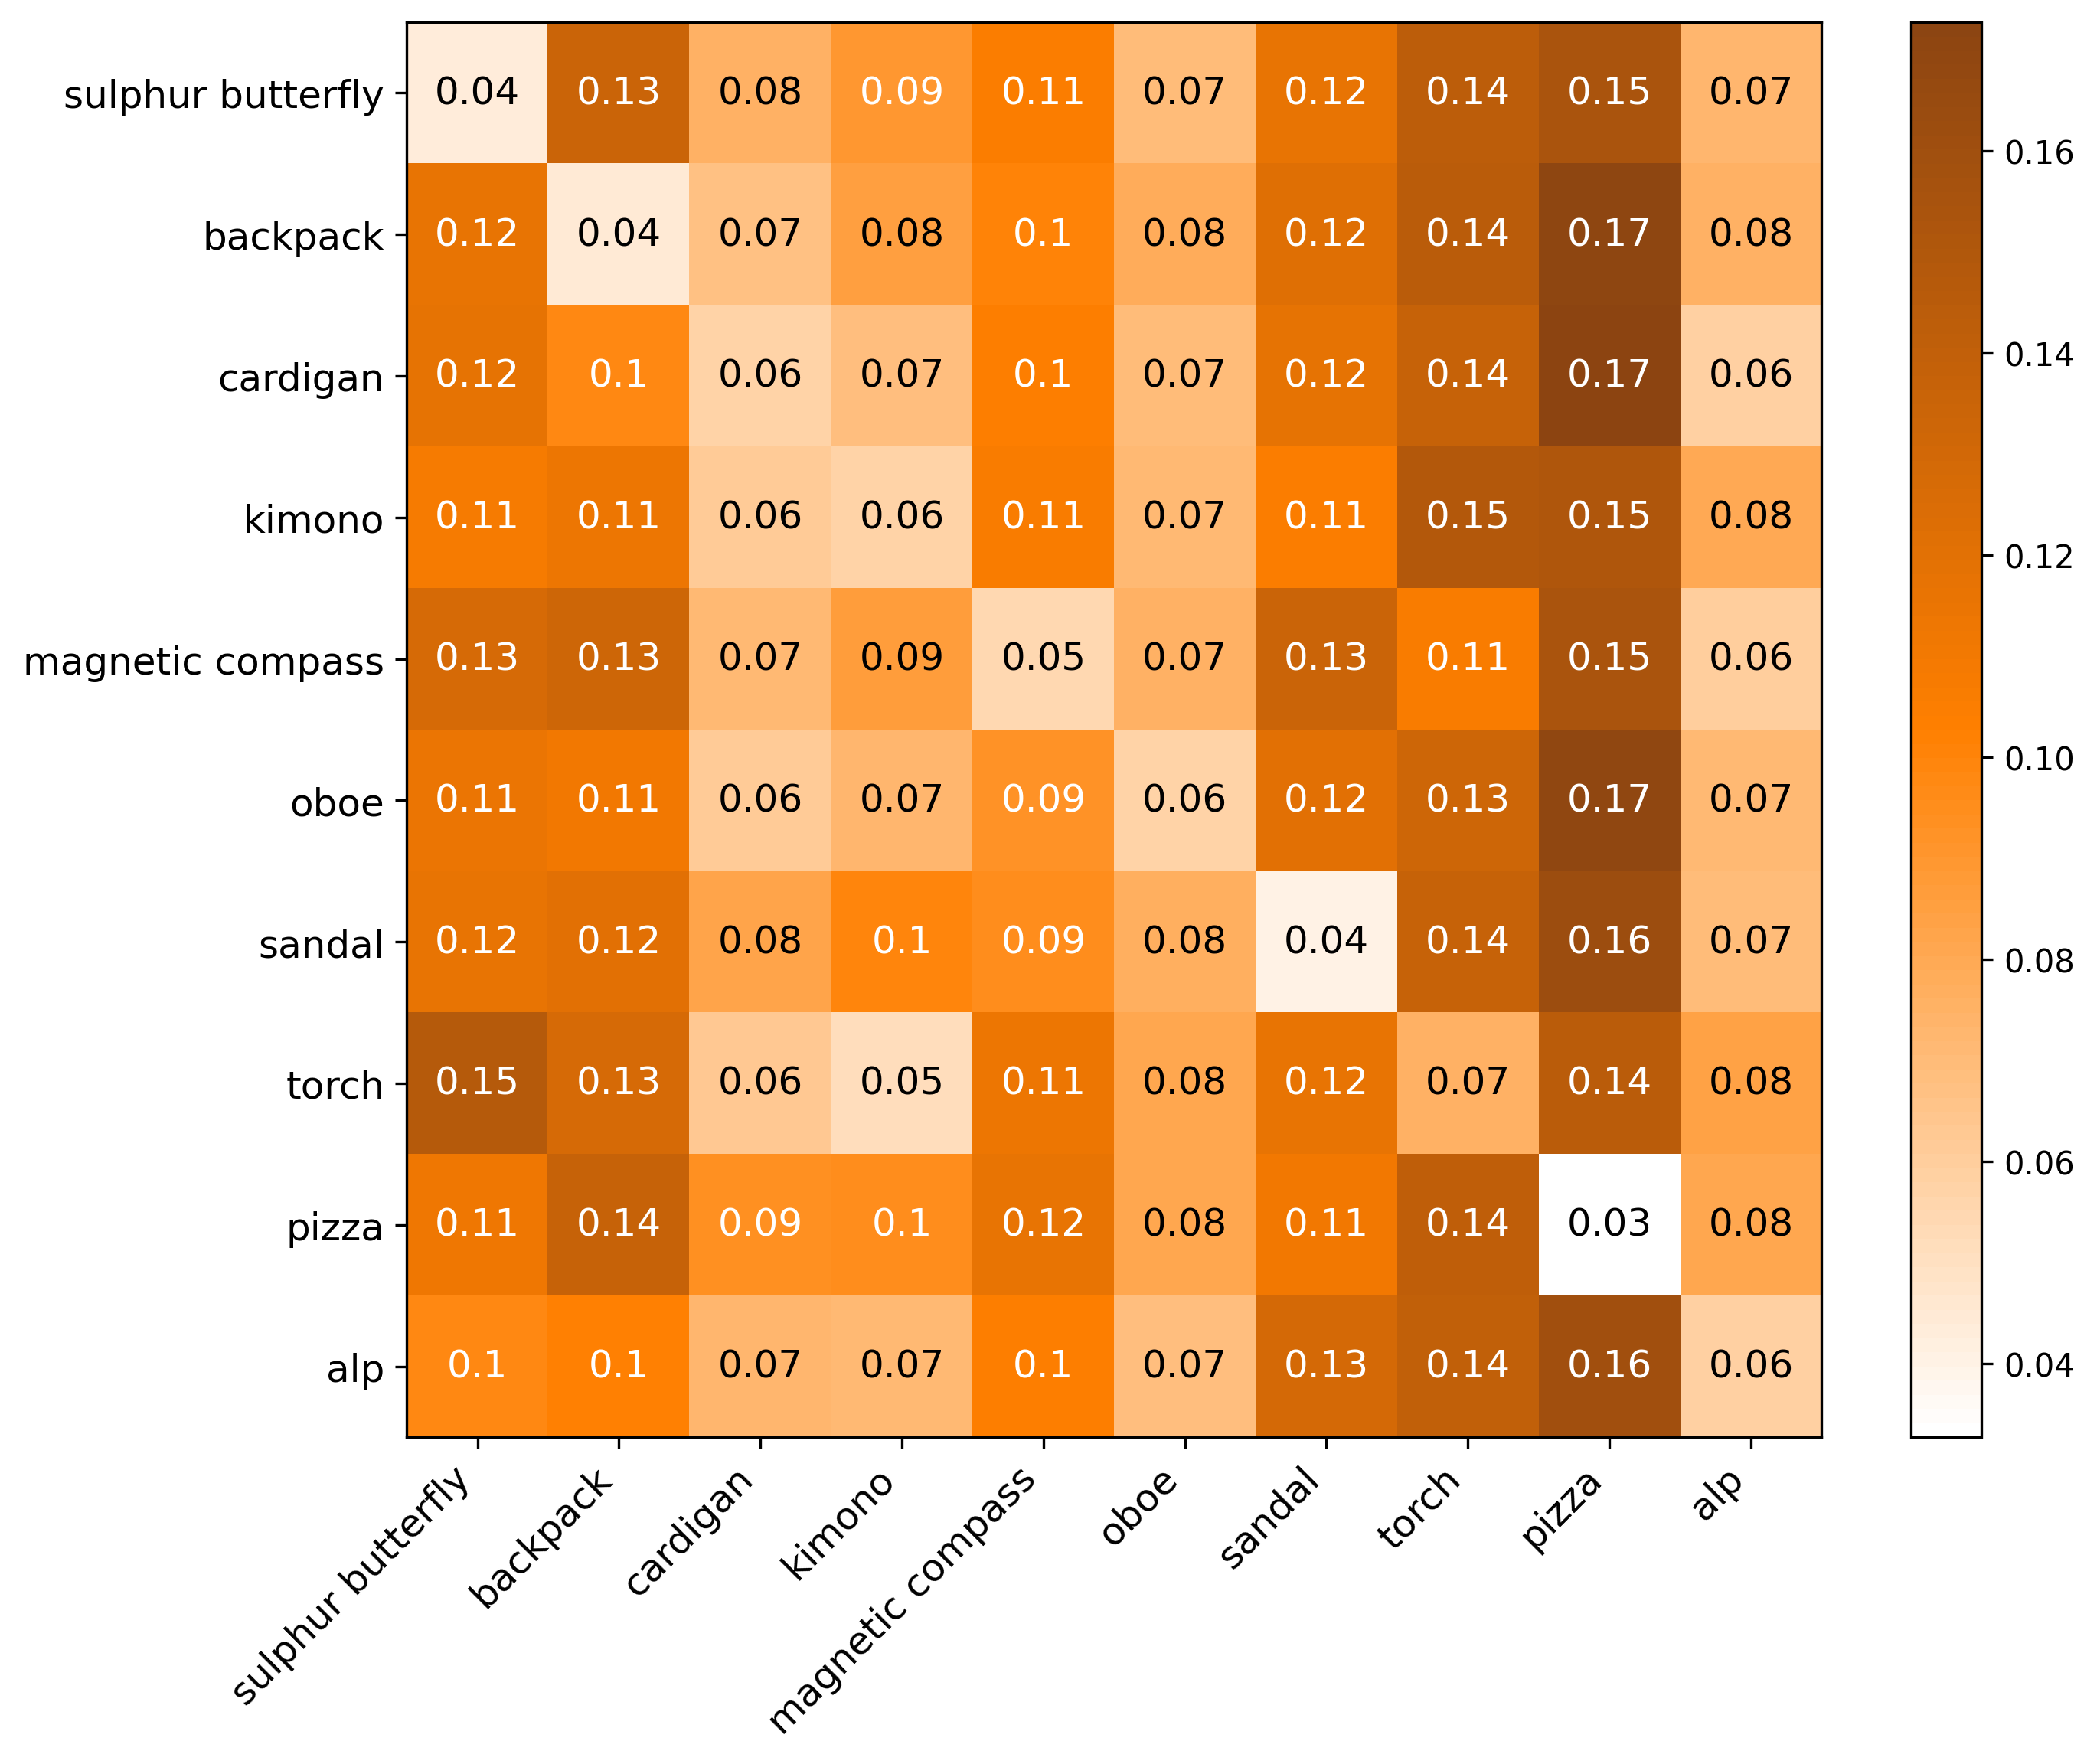 sulphur butterfly 0.04 0.13 0.08 0.09 0.11 0.07 0.12 0.14 0.15 0.07
backpack 0.12 0.04 0.07 0.08 0.1 0.08 0.12 0.14 0.17 0.08
cardigan 0.12 0.1 0.06 0.07 0.1 0.07 0.12 0.14 0.17 0.06
kimono 0.11 0.11 0.06 0.06 0.11 0.07 0.11 0.15 0.15 0.08
magnetic compass 0.13 0.13 0.07 0.09 0.05 0.07 0.13 0.11 0.15 0.06
oboe 0.11 0.11 0.06 0.07 0.09 0.06 0.12 0.13 0.17 0.07
sandal 0.12 0.12 0.08 0.1 0.09 0.08 0.04 0.14 0.16 0.07
torch 0.15 0.13 0.06 0.05 0.11 0.08 0.12 0.07 0.14 0.08
pizza 0.11 0.14 0.09 0.1 0.12 0.08 0.11 0.14 0.03 0.08
alp 0.1 0.1 0.07 0.07 0.1 0.07 0.13 0.14 0.16 0.06
sulphur butterfly
backpack
cardigan
kimono
magnetic compass
oboe
sandal
torch
pizza
alp
0.16
0.14
0.12
0.10
0.08
0.06
0.04